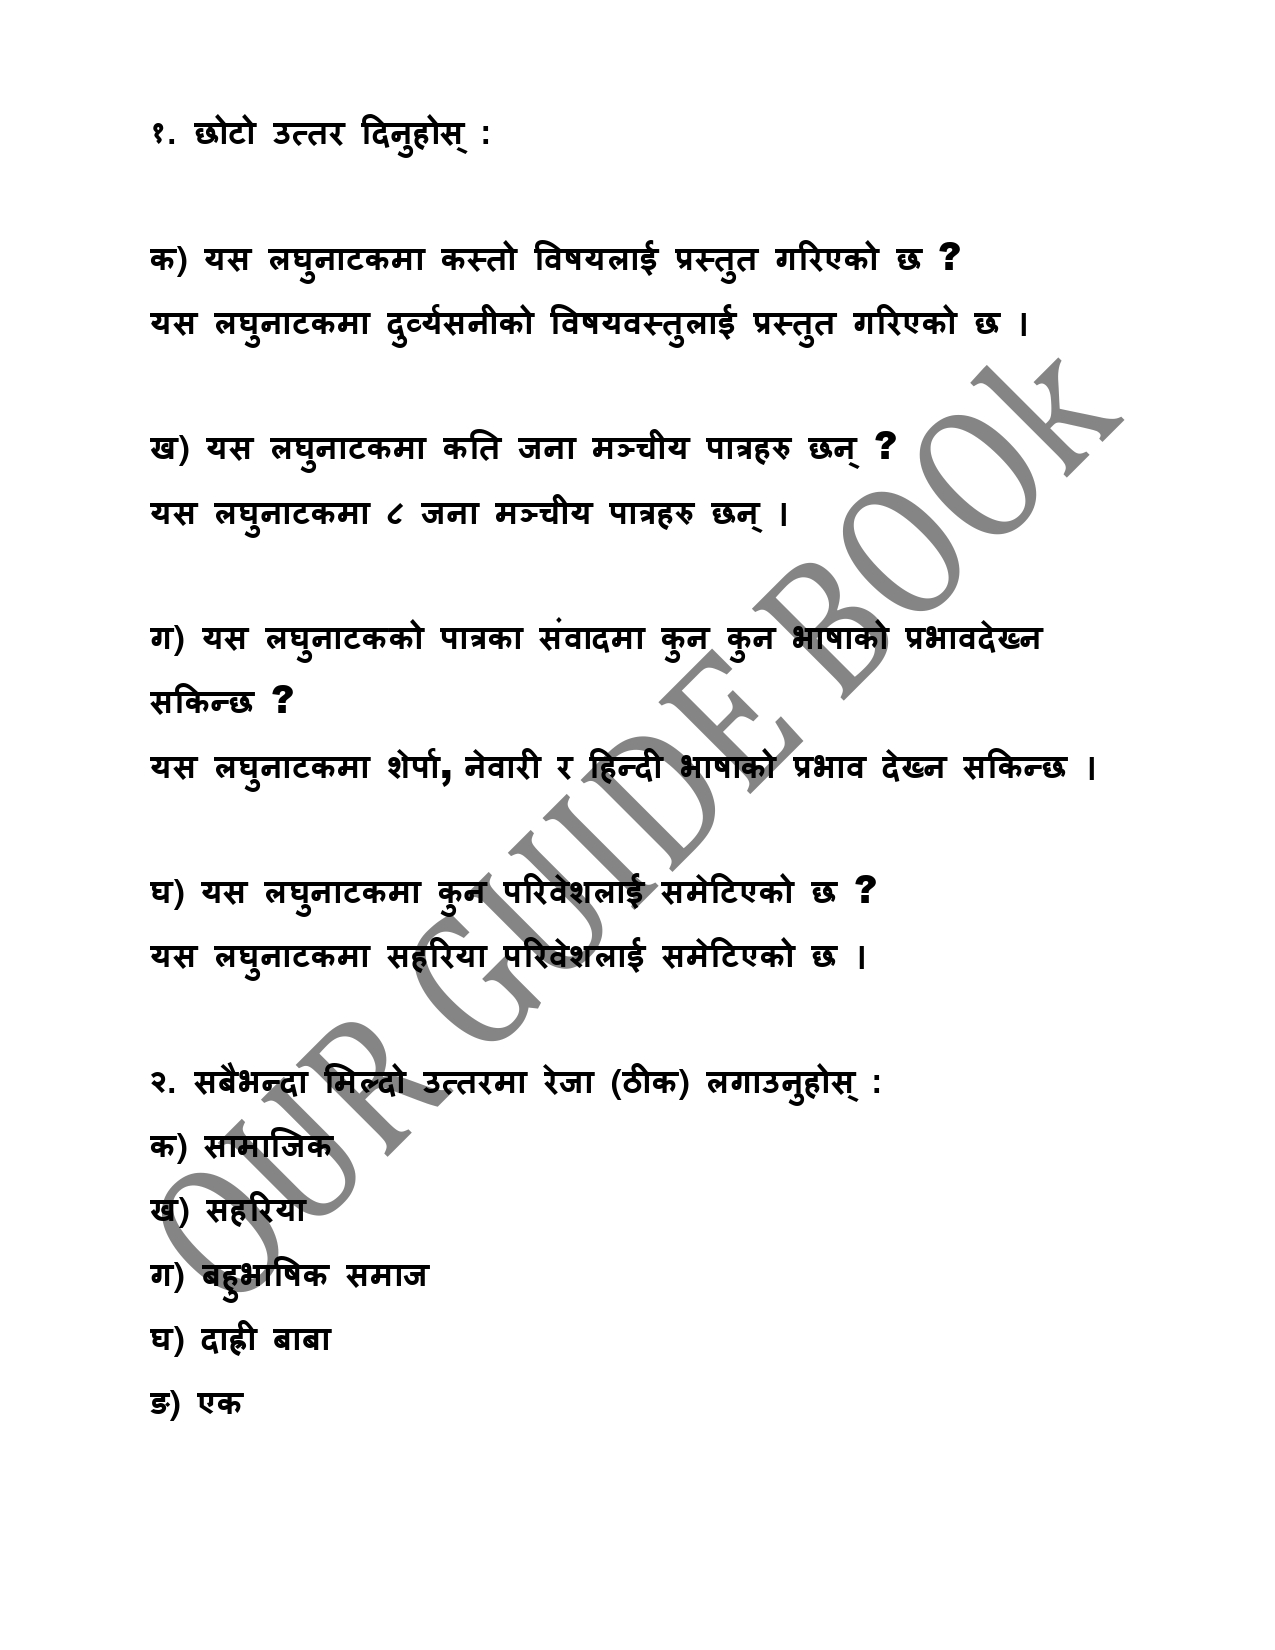 १. छोटो उत्तर दिनुहोस् :
क) यस लघुनाटकमा कस्तो विषयलाई प्रस्तुत गरिएको छ ?
यस लघुनाटकमा दुर्व्यसनीको विषयवस्तुलाई प्रस्तुत गरिएको छ ।
ख) यस लघुनाटकमा कति जना मञ्चीय पात्रहरु छन् ?
यस लघुनाटकमा ८ जना मञ्चीय पात्रहरु छन् ।
ग) यस लघुनाटकको पात्रका संवादमा कुन कुन भाषाको प्रभावदेख्न
सकिन्छ ?
यस लघुनाटकमा शेर्पा, नेवारी र हिन्दी भाषाको प्रभाव देख्न सकिन्छ ।
घ) यस लघुनाटकमा कुन परिवेशलाई समेटिएको छ ?
यस लघुनाटकमा सहरिया परिवेशलाई समेटिएको छ ।
२. सबैभन्दा मिल्दो उत्तरमा रेजा (ठीक) लगाउनुहोस् :
क) सामाजिक
ख) सहरिया
ग) बहुभाषिक समाज
घ) दाह्री बाबा
ङ) एक
OUR GUIDE BOOk